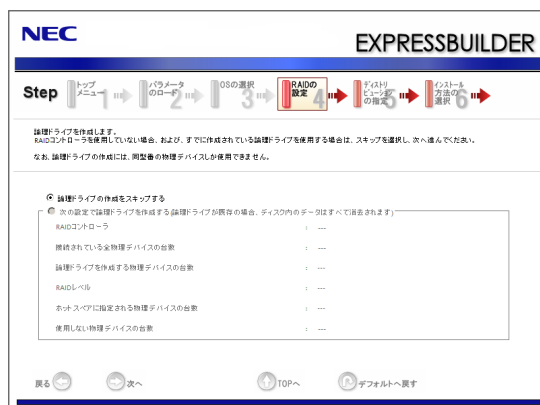 NEC
EXPRESSBUILDER
Step
トップ
メニュー 1
パラメータ
のロード 2
OSの選択
3
RAIDの
設定 4
ディストリ
ビューション
の指定 5
インストール
方法の
選択 6
論理ドライブを作成します。
RAIDコントローラを使用していない場合、および、すでに作成されている論理ドライブを使用する場合は、スキップを選択し、次へ進んでください。
なお、論理ドライブの作成には、同型番の物理デバイスしか使用できません。
論理ドライブの作成をスキップする
次の設定で論理ドライブを作成する(論理ドライブが既存の場合、ディスク内のデータはすべて消去されます)
RAIDコントローラ : ---
接続されている全物理デバイスの台数 : ---
論理ドライブを作成する物理デバイスの台数 : ---
RAIDレベル : ---
ホットスペアに指定される物理デバイスの台数 : ---
使用しない物理デバイスの台数 : ---
戻る 次へ TOPへ デフォルトへ戻す